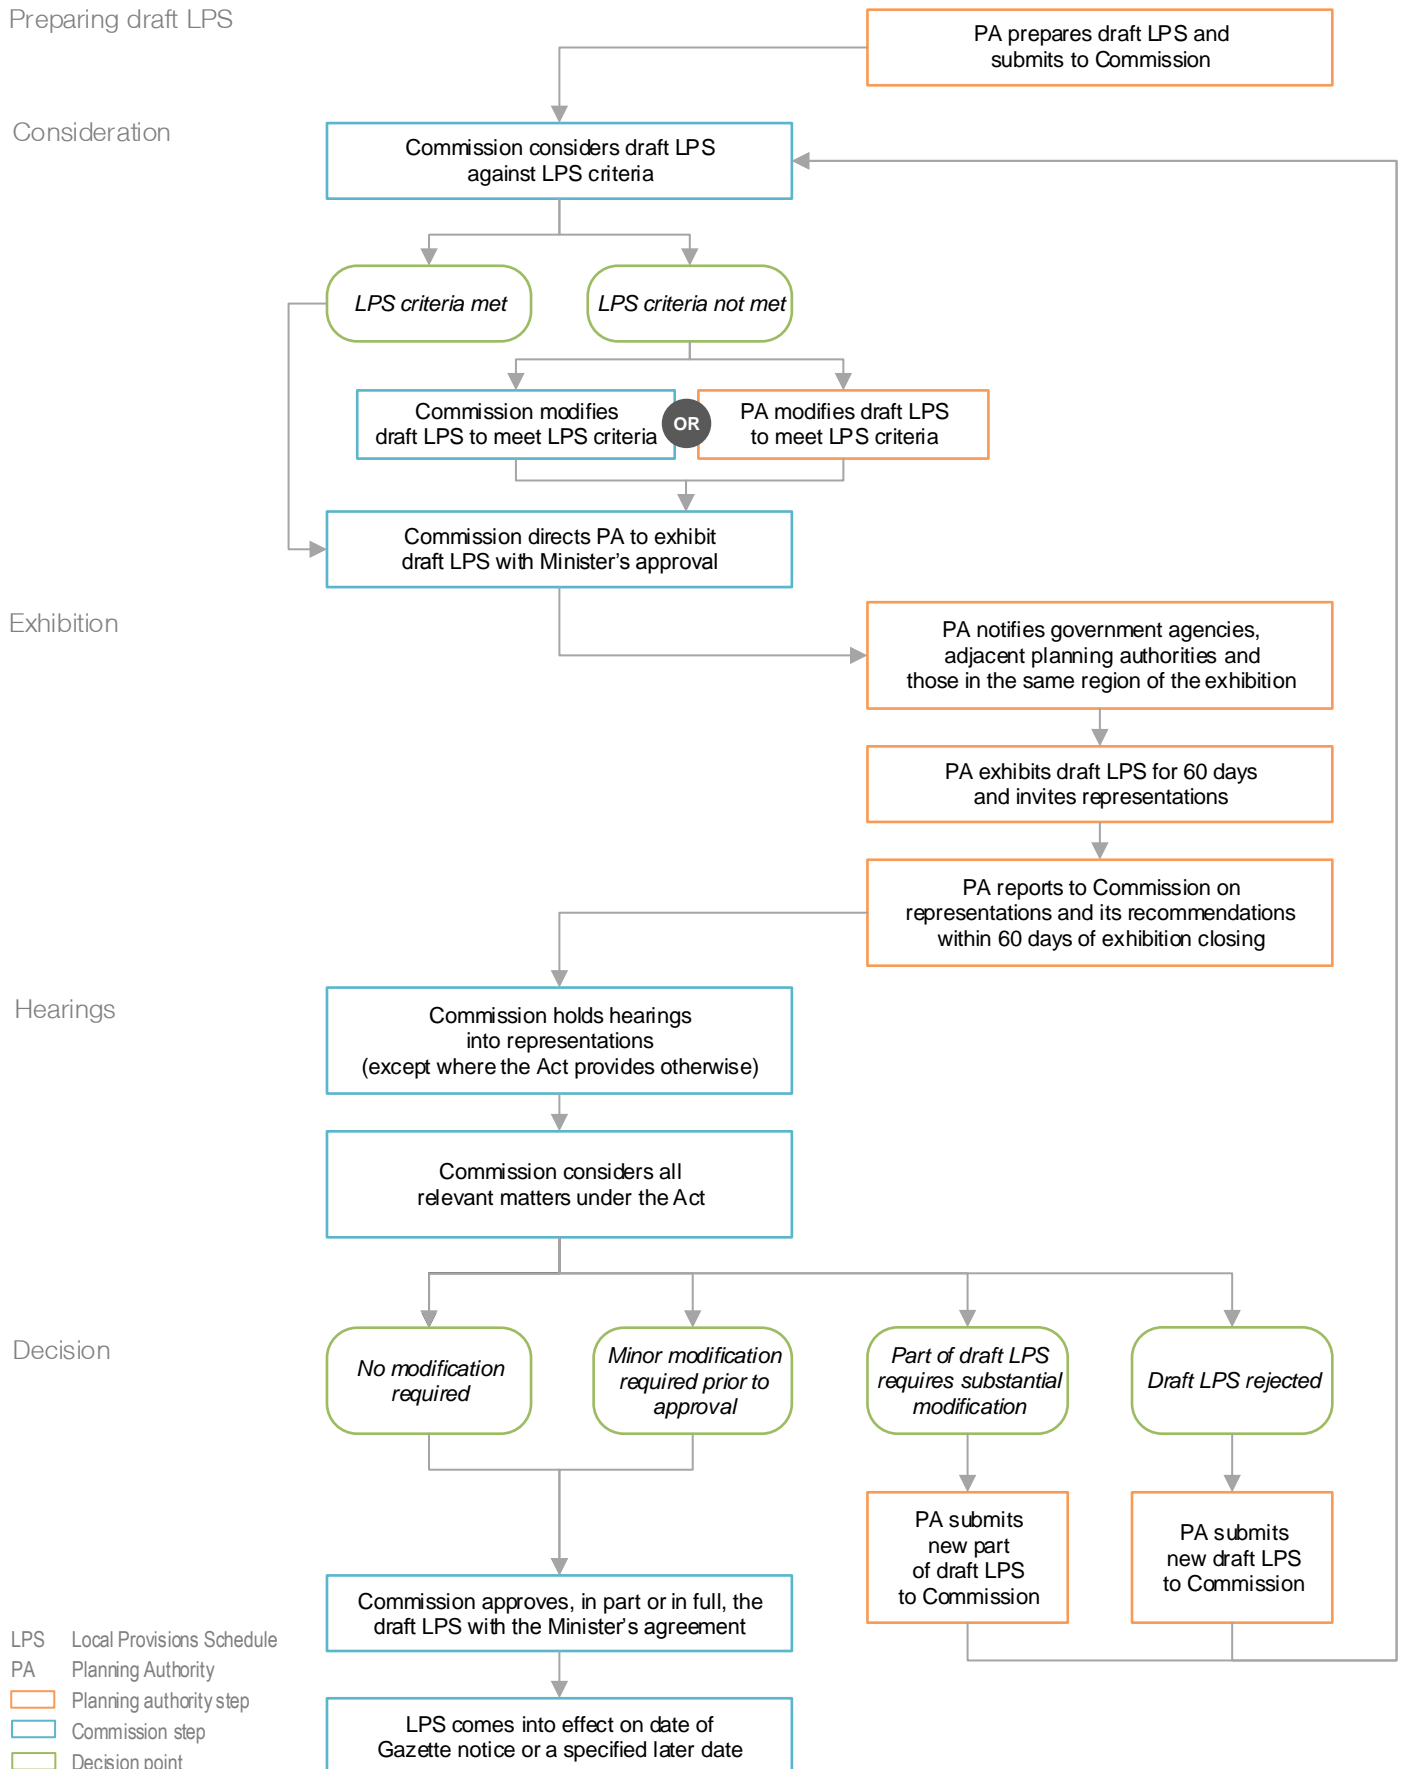 Preparing draft LPS
PA prepares draft LPS and
submits to Commission
Consideration
Commission considers draft LPS
against LPS criteria
LPS criteria met
LPS criteria not met
Commission modifies
draft LPS to meet LPS criteria
OR
PA modifies draft LPS
to meet LPS criteria
Commission directs PA to exhibit
draft LPS with Minister's approval
Exhibition
PA notifies government agencies,
adjacent planning authorities and
those in the same region of the exhibition
PA exhibits draft LPS for 60 days
and invites representations
PA reports to Commission on
representations and its recommendations
within 60 days of exhibition closing
Hearings
Commission holds hearings
into representations
(except where the Act provides otherwise)
Commission considers all
relevant matters under the Act
Decision
No modification
required
Minor modification
required prior to
approval
Part of draft LPS
requires substantial
modification
Draft LPS rejected
PA submits
new part
of draft LPS
to Commission
PA submits
new draft LPS
to Commission
Commission approves, in part or in full, the
draft LPS with the Minister's agreement
LPS comes into effect on date of
Gazette notice or a specified later date
LPS Local Provisions Schedule
PA Planning Authority
Planning authority step
Commission step
Decision point